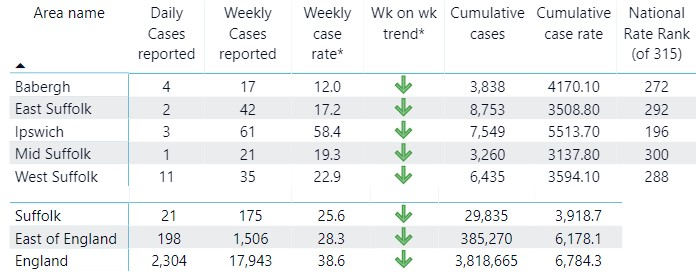 Area name Daily Cases reported Weekly Cases reported Weekly case rate* Wk on wk trend* Cumulative cases Cumulative case rate National Rate Rank (of 315)
Babergh 4 17 12.0 3,838 4170.10 272
East Suffolk 2 42 17.2 8,753 3508.80 292
Ipswich 3 61 58.4 7,549 5513.70 196
Mid Suffolk 1 21 19.3 3,260 3137.80 300
West Suffolk 11 35 22.9 6,435 3594.10 288
Suffolk 21 175 25.6 29,835 3,918.7
East of England 198 1,506 28.3 385,270 6,178.1
England 2,304 17,943 38.6 3,818,665 6,784.3